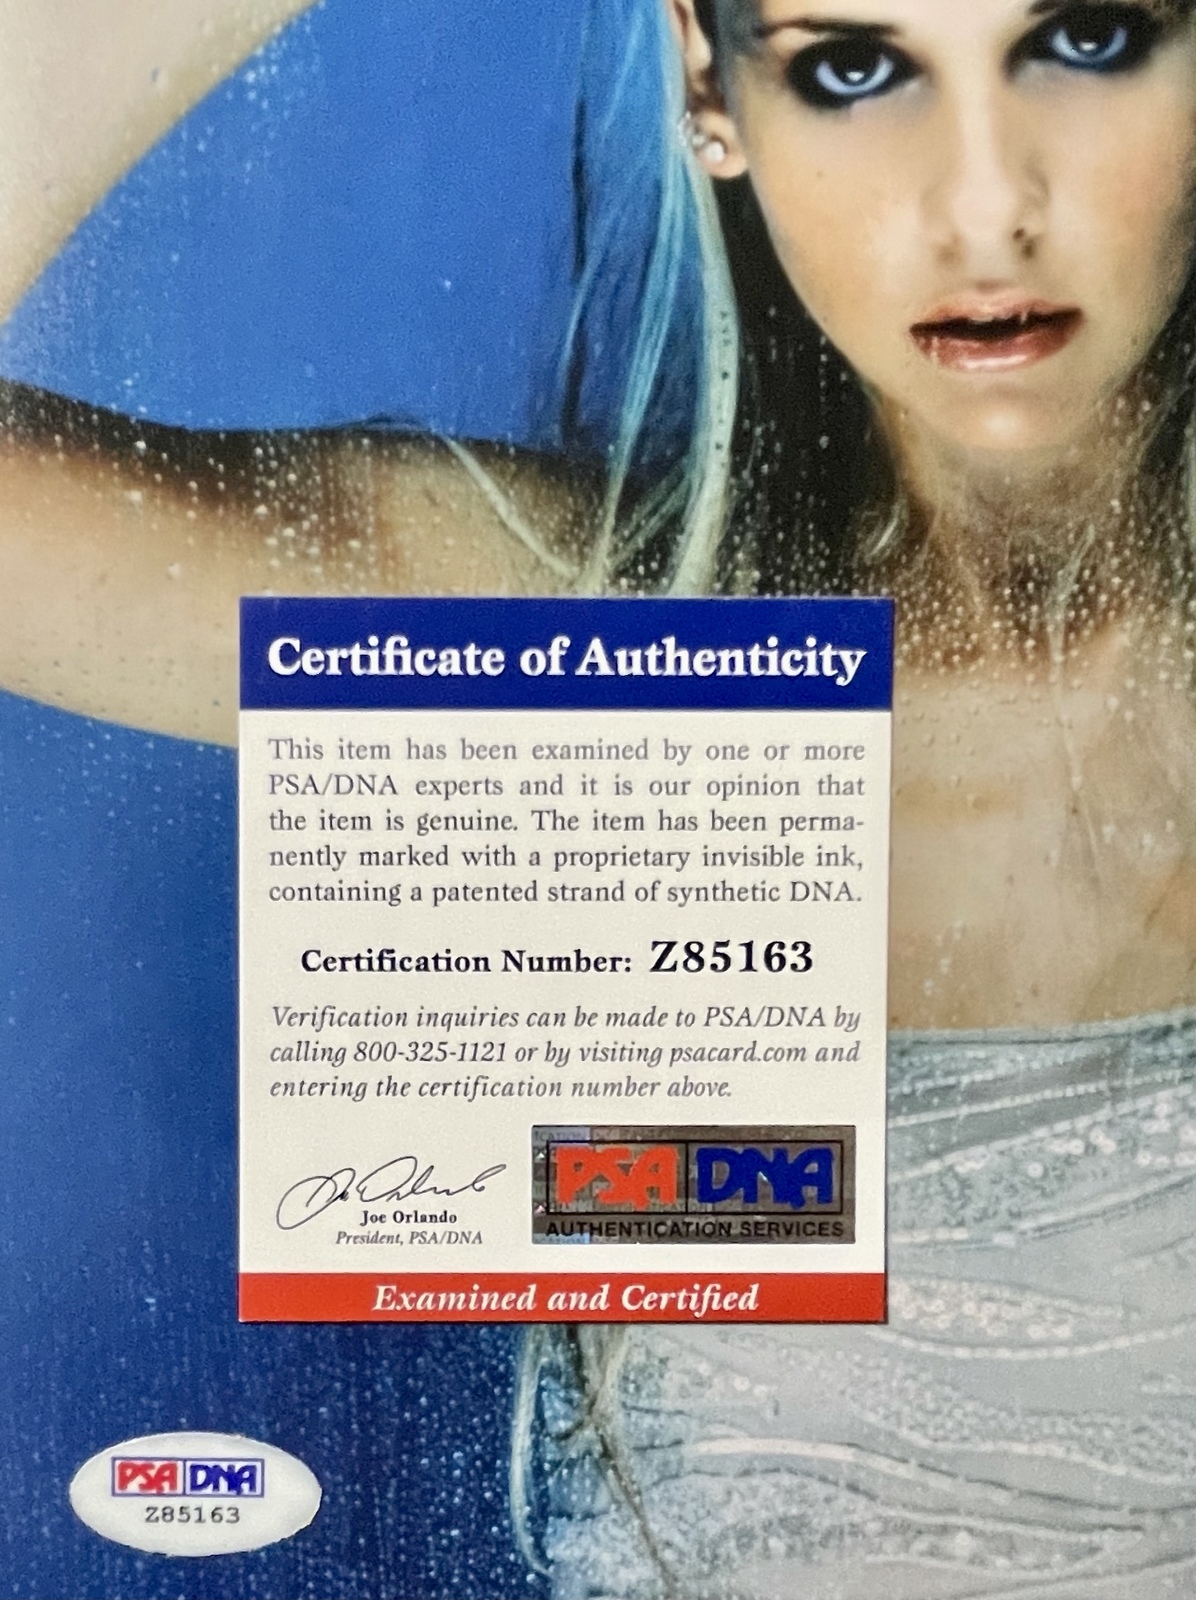 Certificate of Authenticity
This item has been examined by one or more
PSA/DNA experts and it is our opinion that
the item is genuine. The item has been perma-
nently marked with a proprietary invisible ink,
containing a patented strand of synthetic DNA.
Certification Number: Z85163
Verification inquiries can be made to PSA/DNA by
calling 800-325-1121 or by visiting psacard.com and
entering the certification number above.
Joe Orlando
President, PSA/DNA
PSA DNA
AUTHENTICATION SERVICES
Examined and Certified
PSA DNA
Z85163